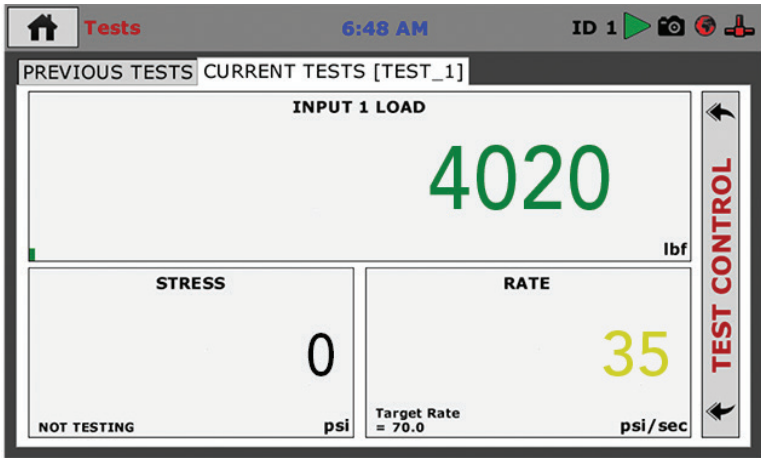 Tests 6:48 AM ID 1
PREVIOUS TESTS CURRENT TESTS [TEST_1]
INPUT 1 LOAD
4020
lbf
STRESS
0
NOT TESTING psi
RATE
35
Target Rate
= 70.0 psi/sec
TEST CONTROL